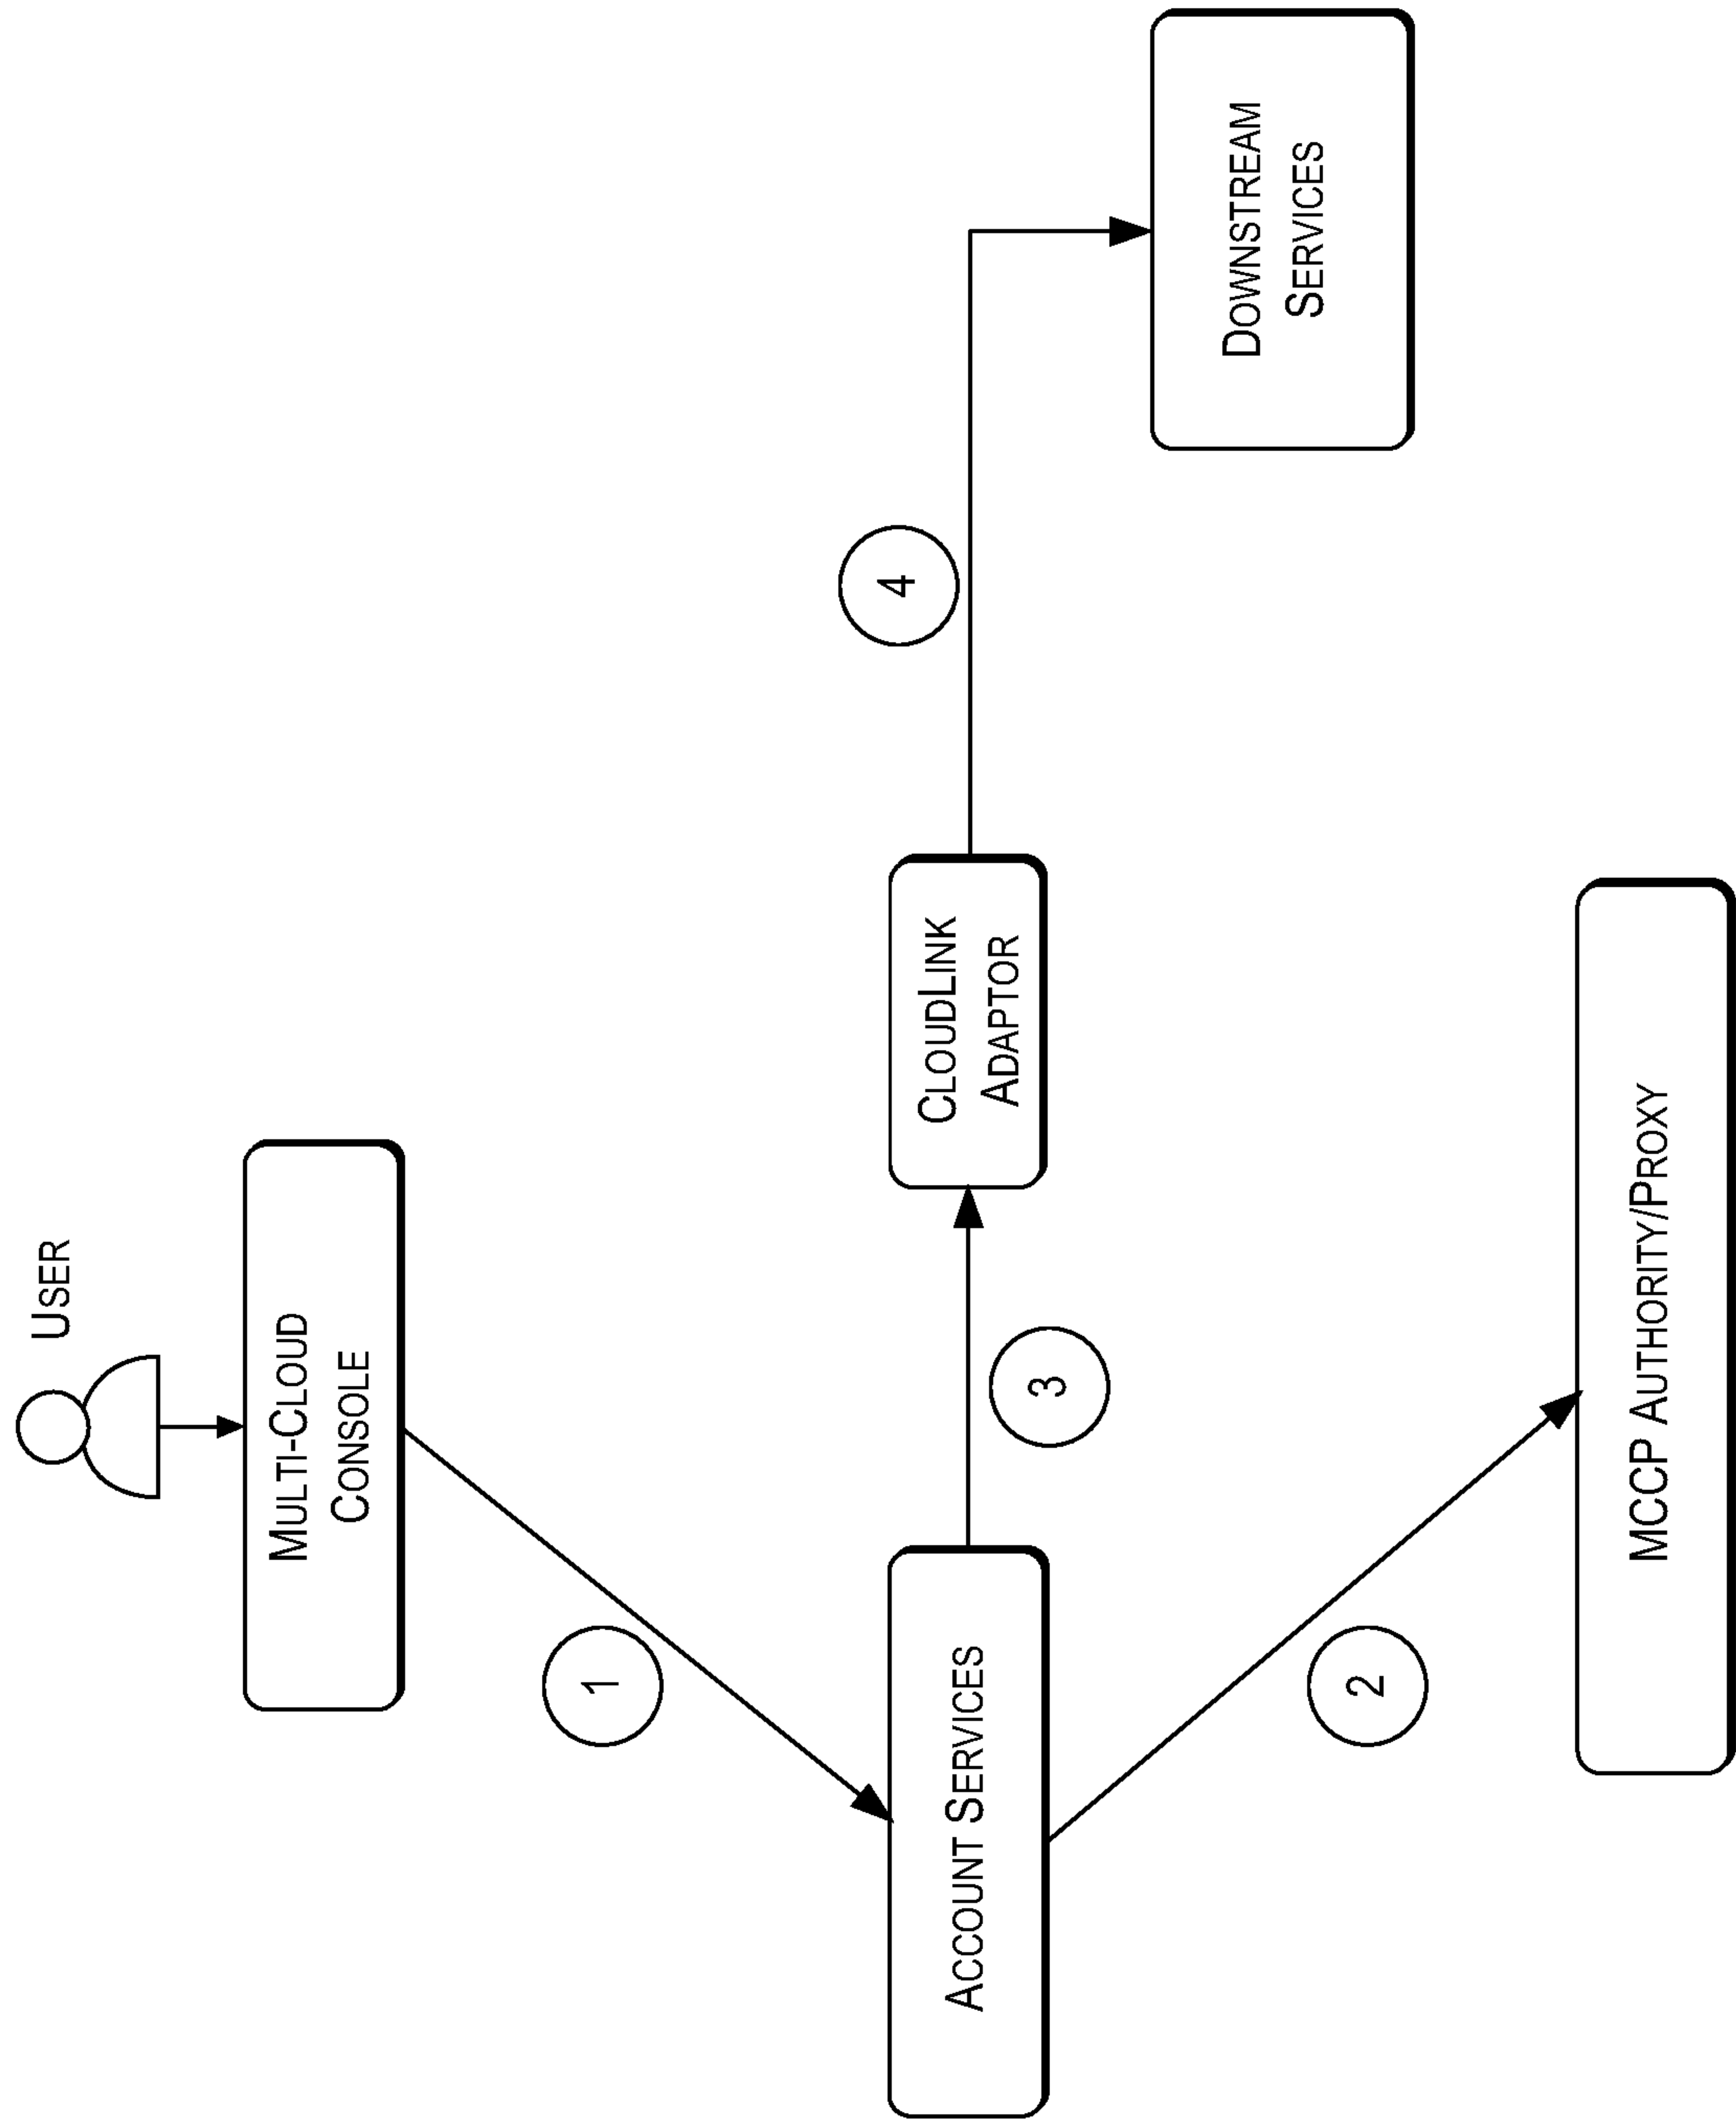 USER
MULTI-CLOUD
CONSOLE
1
ACCOUNT SERVICES
3
CLOUDLINK
ADAPTOR
4
DOWNSTREAM
SERVICES
2
MCCP AUTHORITY/PROXY